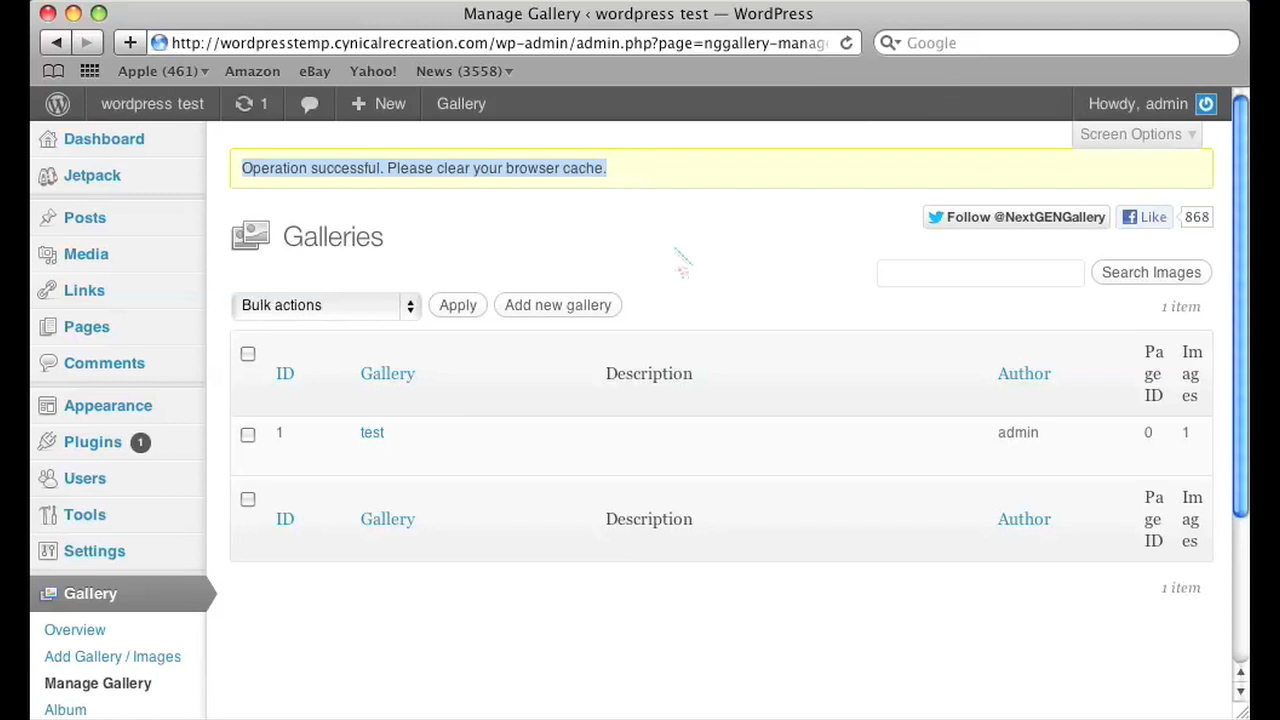 Manage Gallery ‹ wordpress test — WordPress
http://wordpresstemp.cynicalrecreation.com/wp-admin/admin.php?page=nggallery-manag
Google
Apple (461)▾ Amazon eBay Yahoo! News (3558)▾
wordpress test 1 + New Gallery Howdy, admin
Screen Options ▾
Dashboard
Jetpack
Posts
Media
Links
Pages
Comments
Appearance
Plugins 1
Users
Tools
Settings
Gallery
Overview
Add Gallery / Images
Manage Gallery
Album
Operation successful. Please clear your browser cache.
Follow @NextGENGallery Like 868
Galleries
Search Images
Bulk actions Apply Add new gallery 1 item
ID Gallery Description Author Page ID Images
1 test admin 0 1
ID Gallery Description Author Page ID Images
1 item